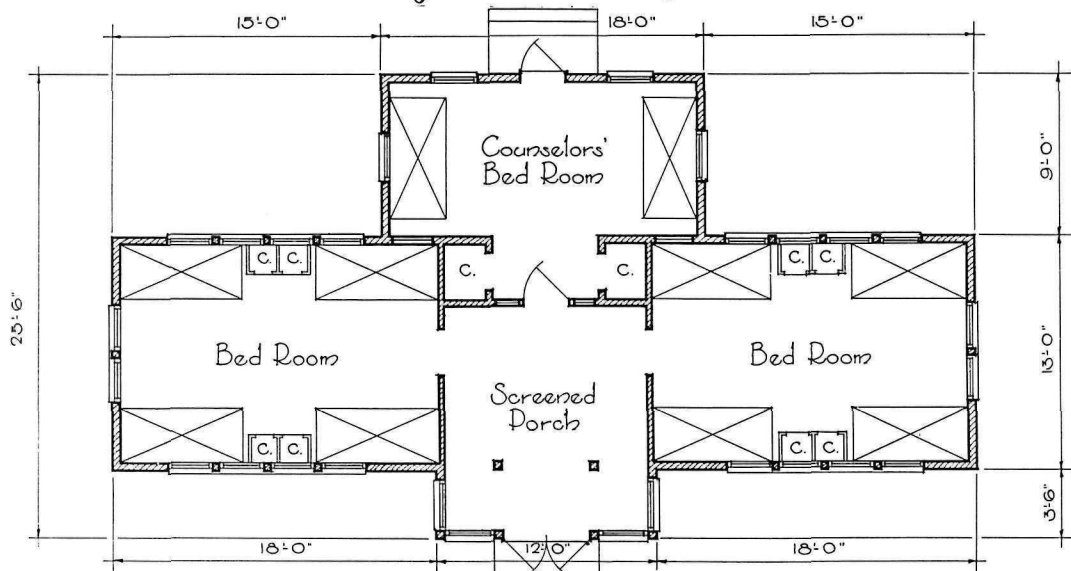 15'-0" 18'-0" 15'-0"
Counselors'
Bed Room
9'-0"
25'-6"
C. C. C. C. C. C.
Bed Room
Bed Room
13'-0"
Screened
Porch
C. C. C. C.
3'-6"
18'-0" 12'-0" 18'-0"